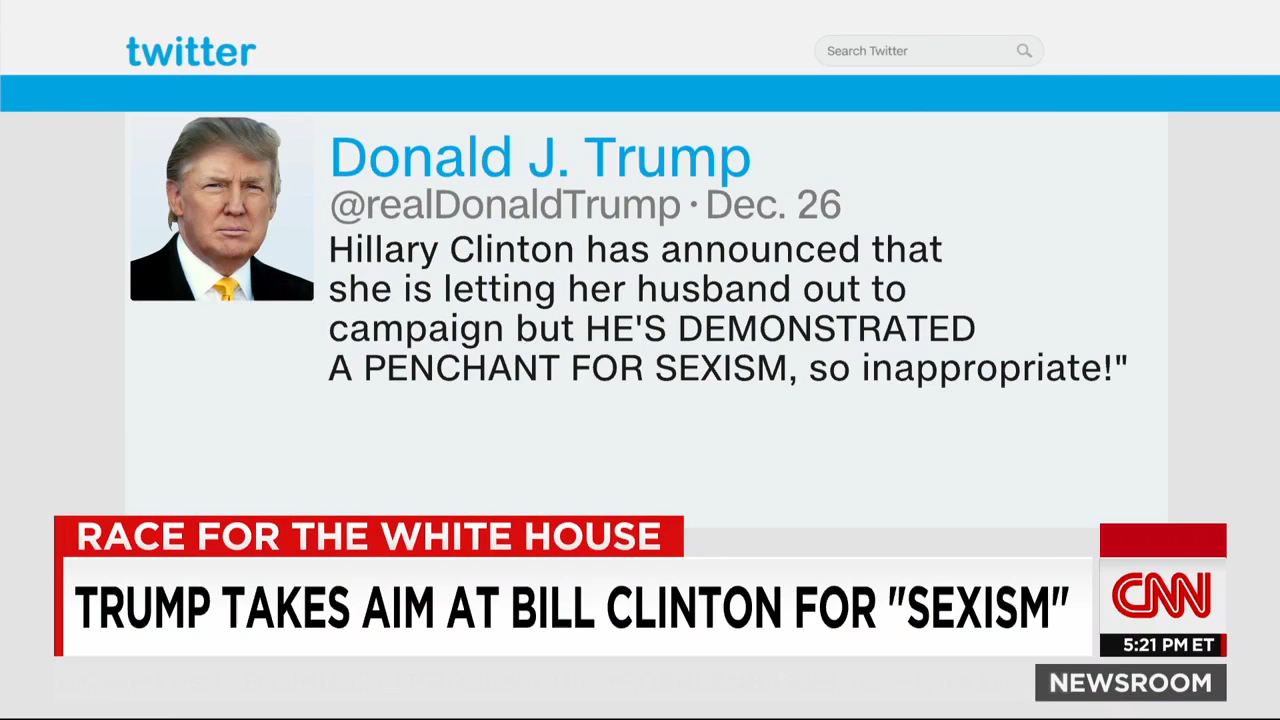 twitter
Search Twitter
Donald J. Trump
@realDonaldTrump · Dec. 26
Hillary Clinton has announced that
she is letting her husband out to
campaign but HE'S DEMONSTRATED
A PENCHANT FOR SEXISM, so inappropriate!"
RACE FOR THE WHITE HOUSE
TRUMP TAKES AIM AT BILL CLINTON FOR "SEXISM"
CNN
5:21 PM ET
NEWSROOM